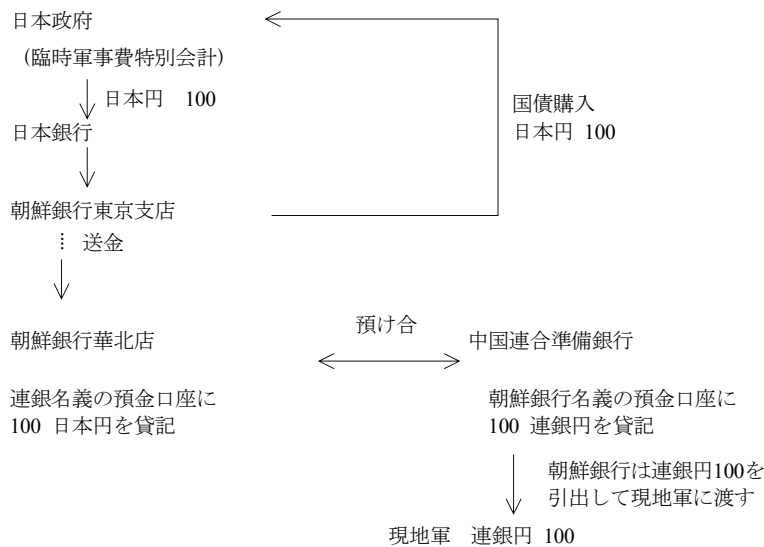 日本政府
(臨時軍事費特別会計)
日本円 100
国債購入
日本円 100
日本銀行
朝鮮銀行東京支店
送金
預け合
朝鮮銀行華北店
中国連合準備銀行
連銀名義の預金口座に
100 日本円を貸記
朝鮮銀行名義の預金口座に
100 連銀円を貸記
朝鮮銀行は連銀円100を
引出して現地軍に渡す
現地軍 連銀円 100